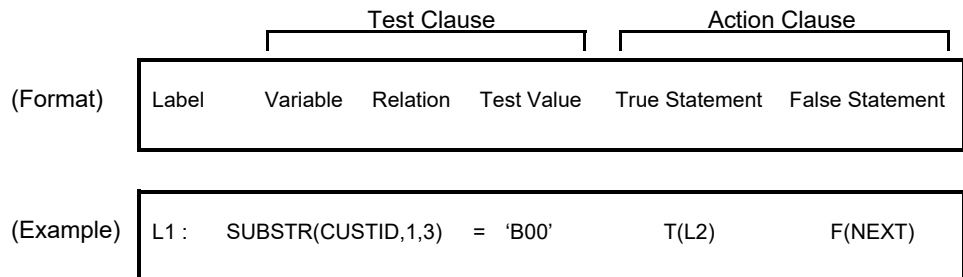 Test Clause Action Clause
(Format) Label Variable Relation Test Value True Statement False Statement
(Example) L1 : SUBSTR(CUSTID,1,3) = ‘B00’ T(L2) F(NEXT)